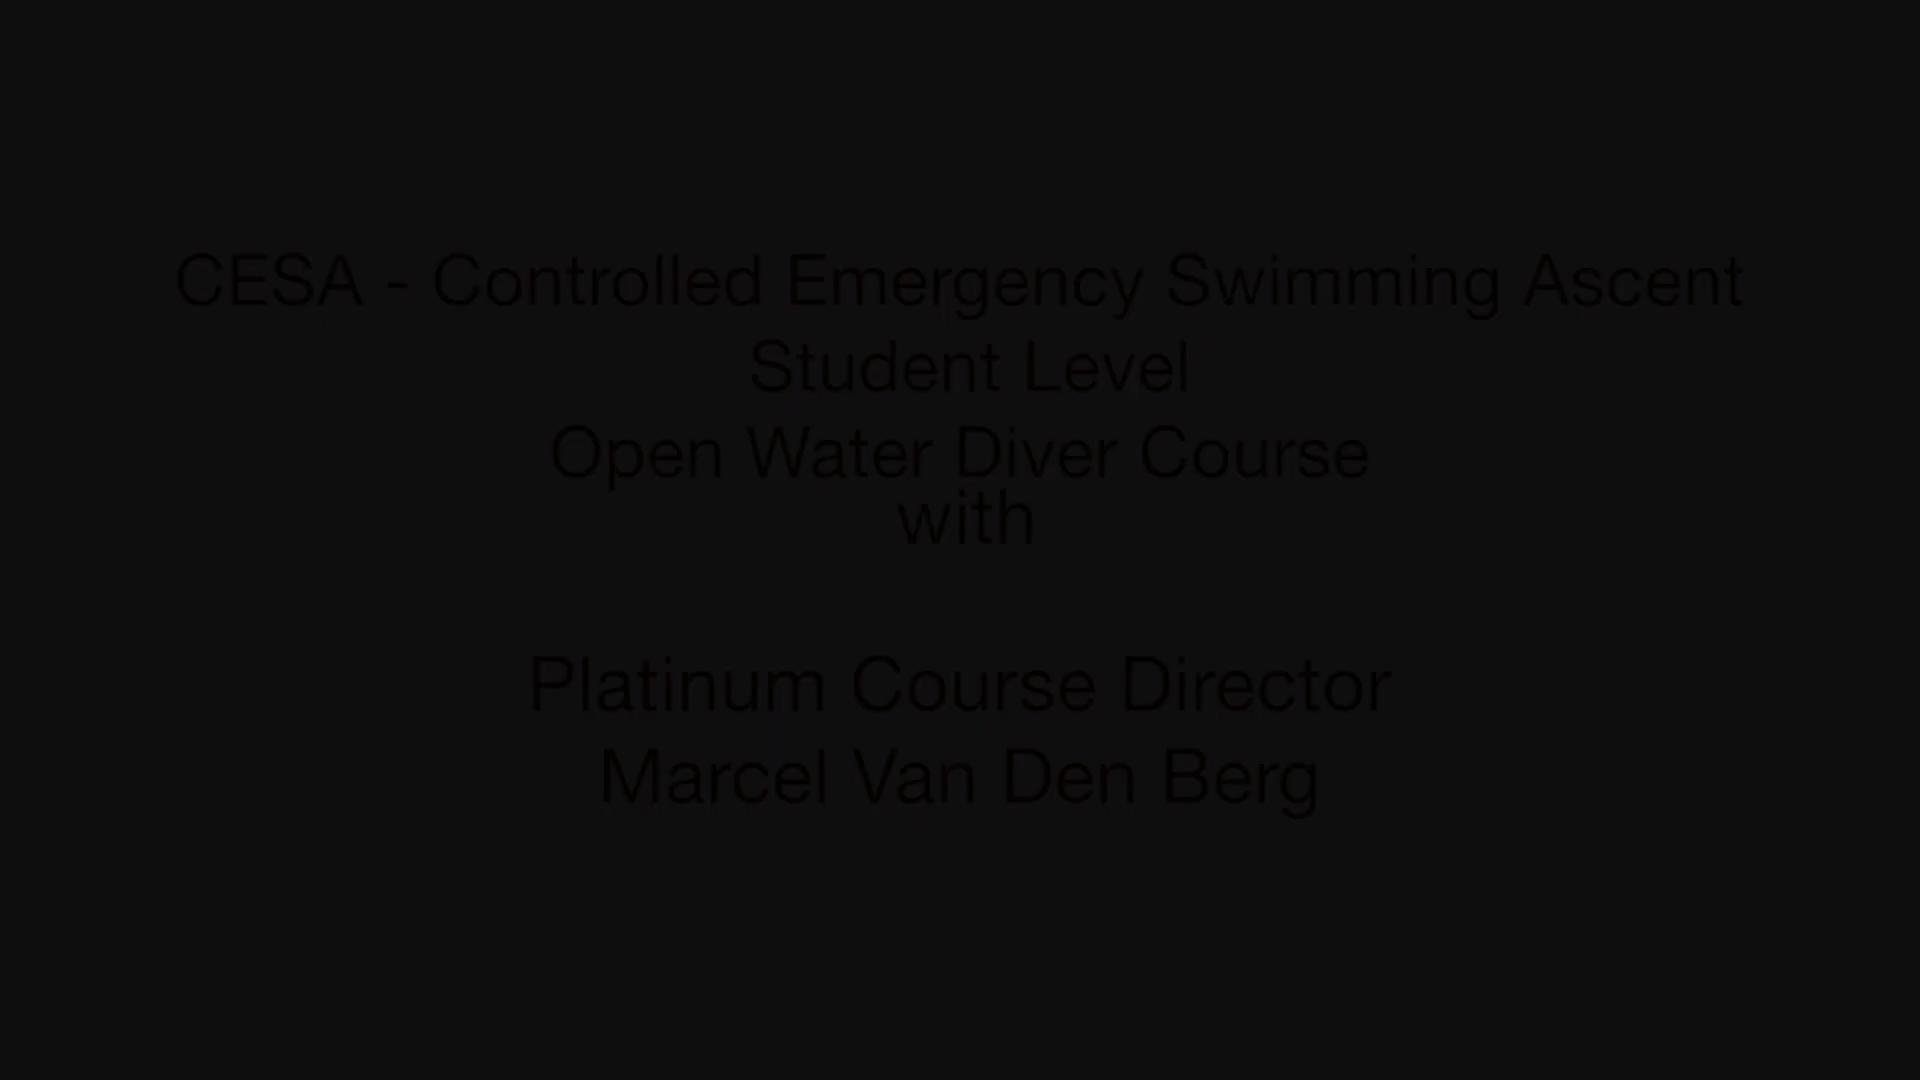 CESA - Controlled Emergency Swimming Ascent
Student Level
Open Water Diver Course
with
Platinum Course Director
Marcel Van Den Berg